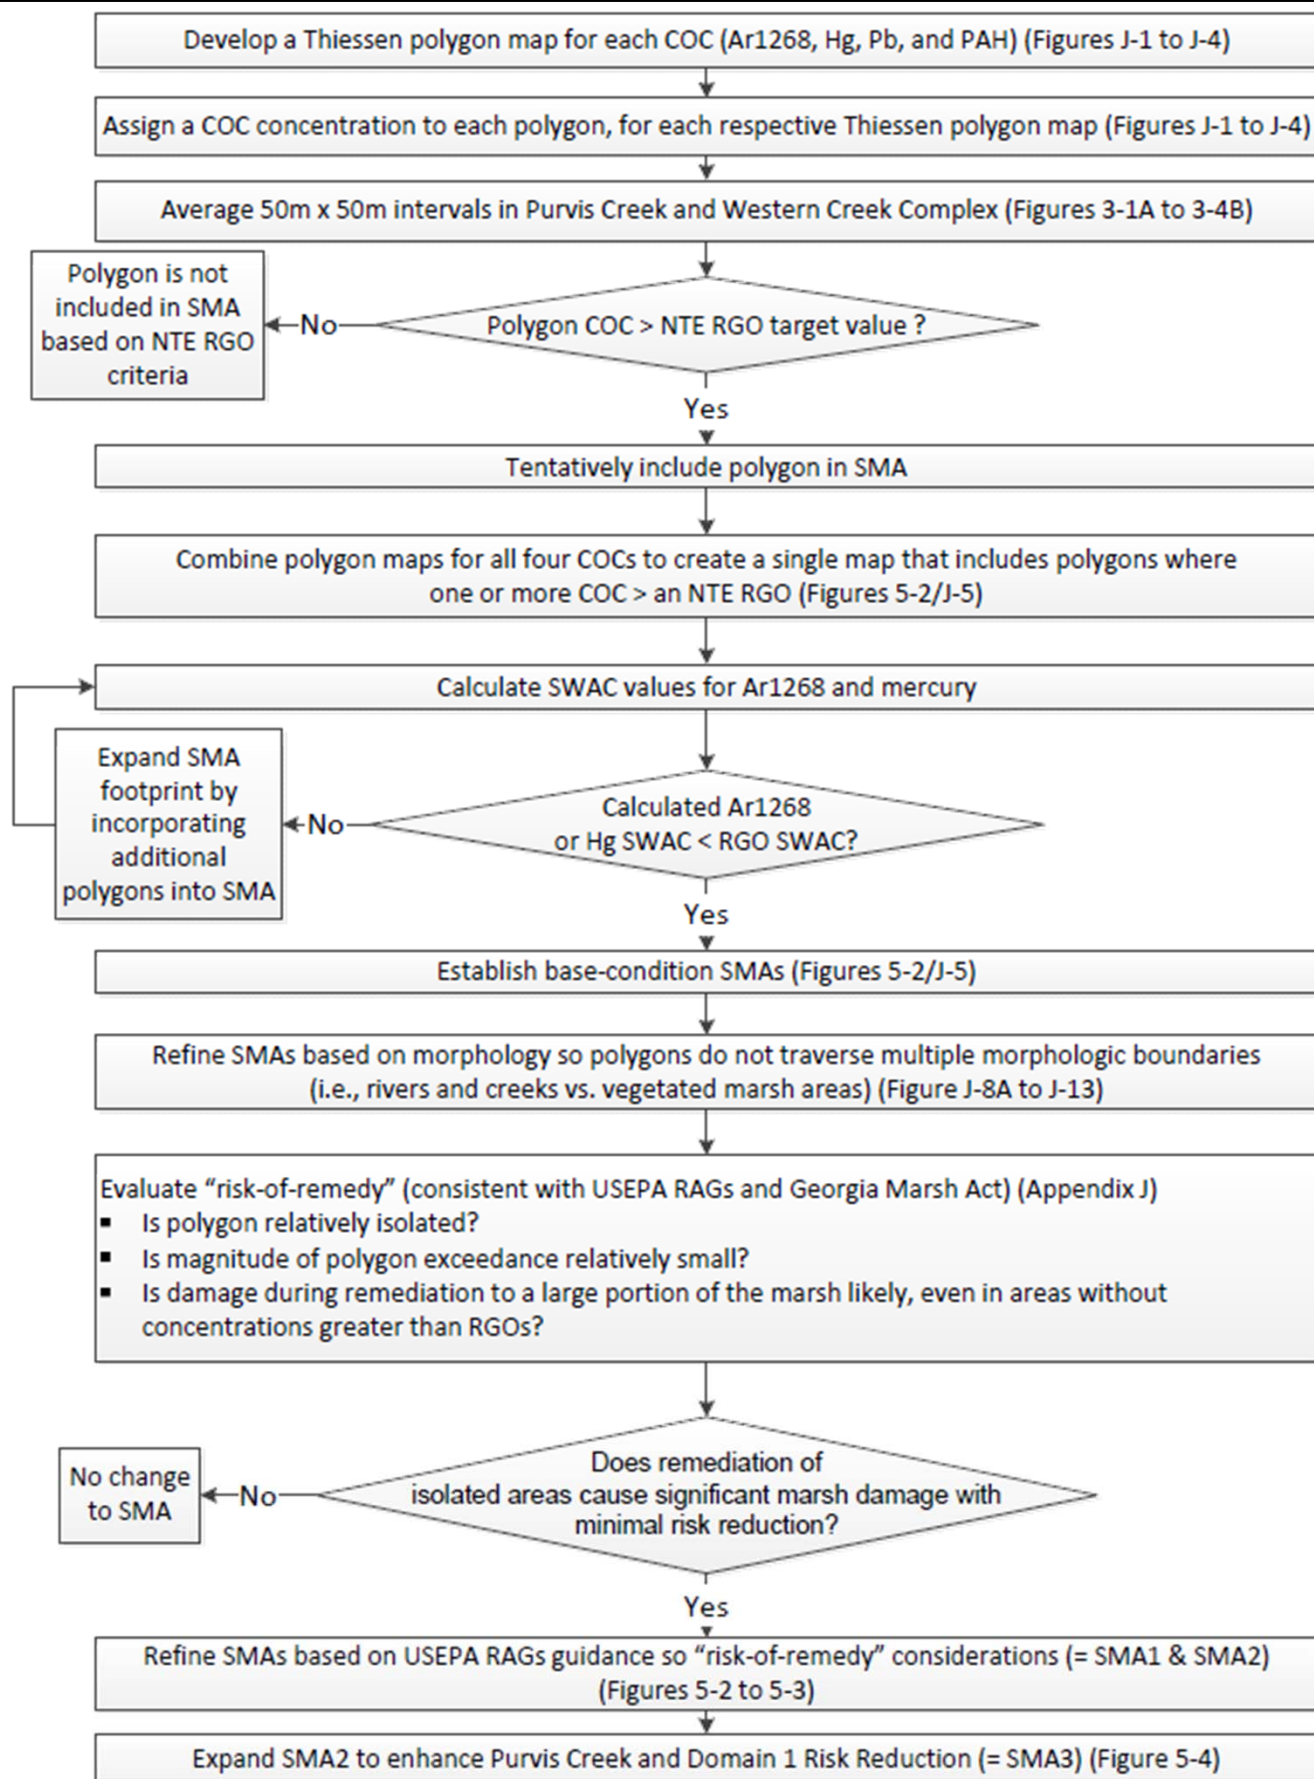 Develop a Thiessen polygon map for each COC (Ar1268, Hg, Pb, and PAH) (Figures J-1 to J-4)
Assign a COC concentration to each polygon, for each respective Thiessen polygon map (Figures J-1 to J-4)
Average 50m x 50m intervals in Purvis Creek and Western Creek Complex (Figures 3-1A to 3-4B)
Polygon is not
included in SMA
based on NTE RGO
criteria
No
Polygon COC > NTE RGO target value ?
Yes
Tentatively include polygon in SMA
Combine polygon maps for all four COCs to create a single map that includes polygons where
one or more COC > an NTE RGO (Figures 5-2/J-5)
Calculate SWAC values for Ar1268 and mercury
Expand SMA
footprint by
incorporating
additional
polygons into SMA
No
Calculated Ar1268
or Hg SWAC < RGO SWAC?
Yes
Establish base-condition SMAs (Figures 5-2/J-5)
Refine SMAs based on morphology so polygons do not traverse multiple morphologic boundaries
(i.e., rivers and creeks vs. vegetated marsh areas) (Figure J-8A to J-13)
Evaluate “risk-of-remedy” (consistent with USEPA RAGs and Georgia Marsh Act) (Appendix J)
▪ Is polygon relatively isolated?
▪ Is magnitude of polygon exceedance relatively small?
▪ Is damage during remediation to a large portion of the marsh likely, even in areas without
concentrations greater than RGOs?
No change
to SMA
No
Does remediation of
isolated areas cause significant marsh damage with
minimal risk reduction?
Yes
Refine SMAs based on USEPA RAGs guidance so “risk-of-remedy” considerations (= SMA1 & SMA2)
(Figures 5-2 to 5-3)
Expand SMA2 to enhance Purvis Creek and Domain 1 Risk Reduction (= SMA3) (Figure 5-4)